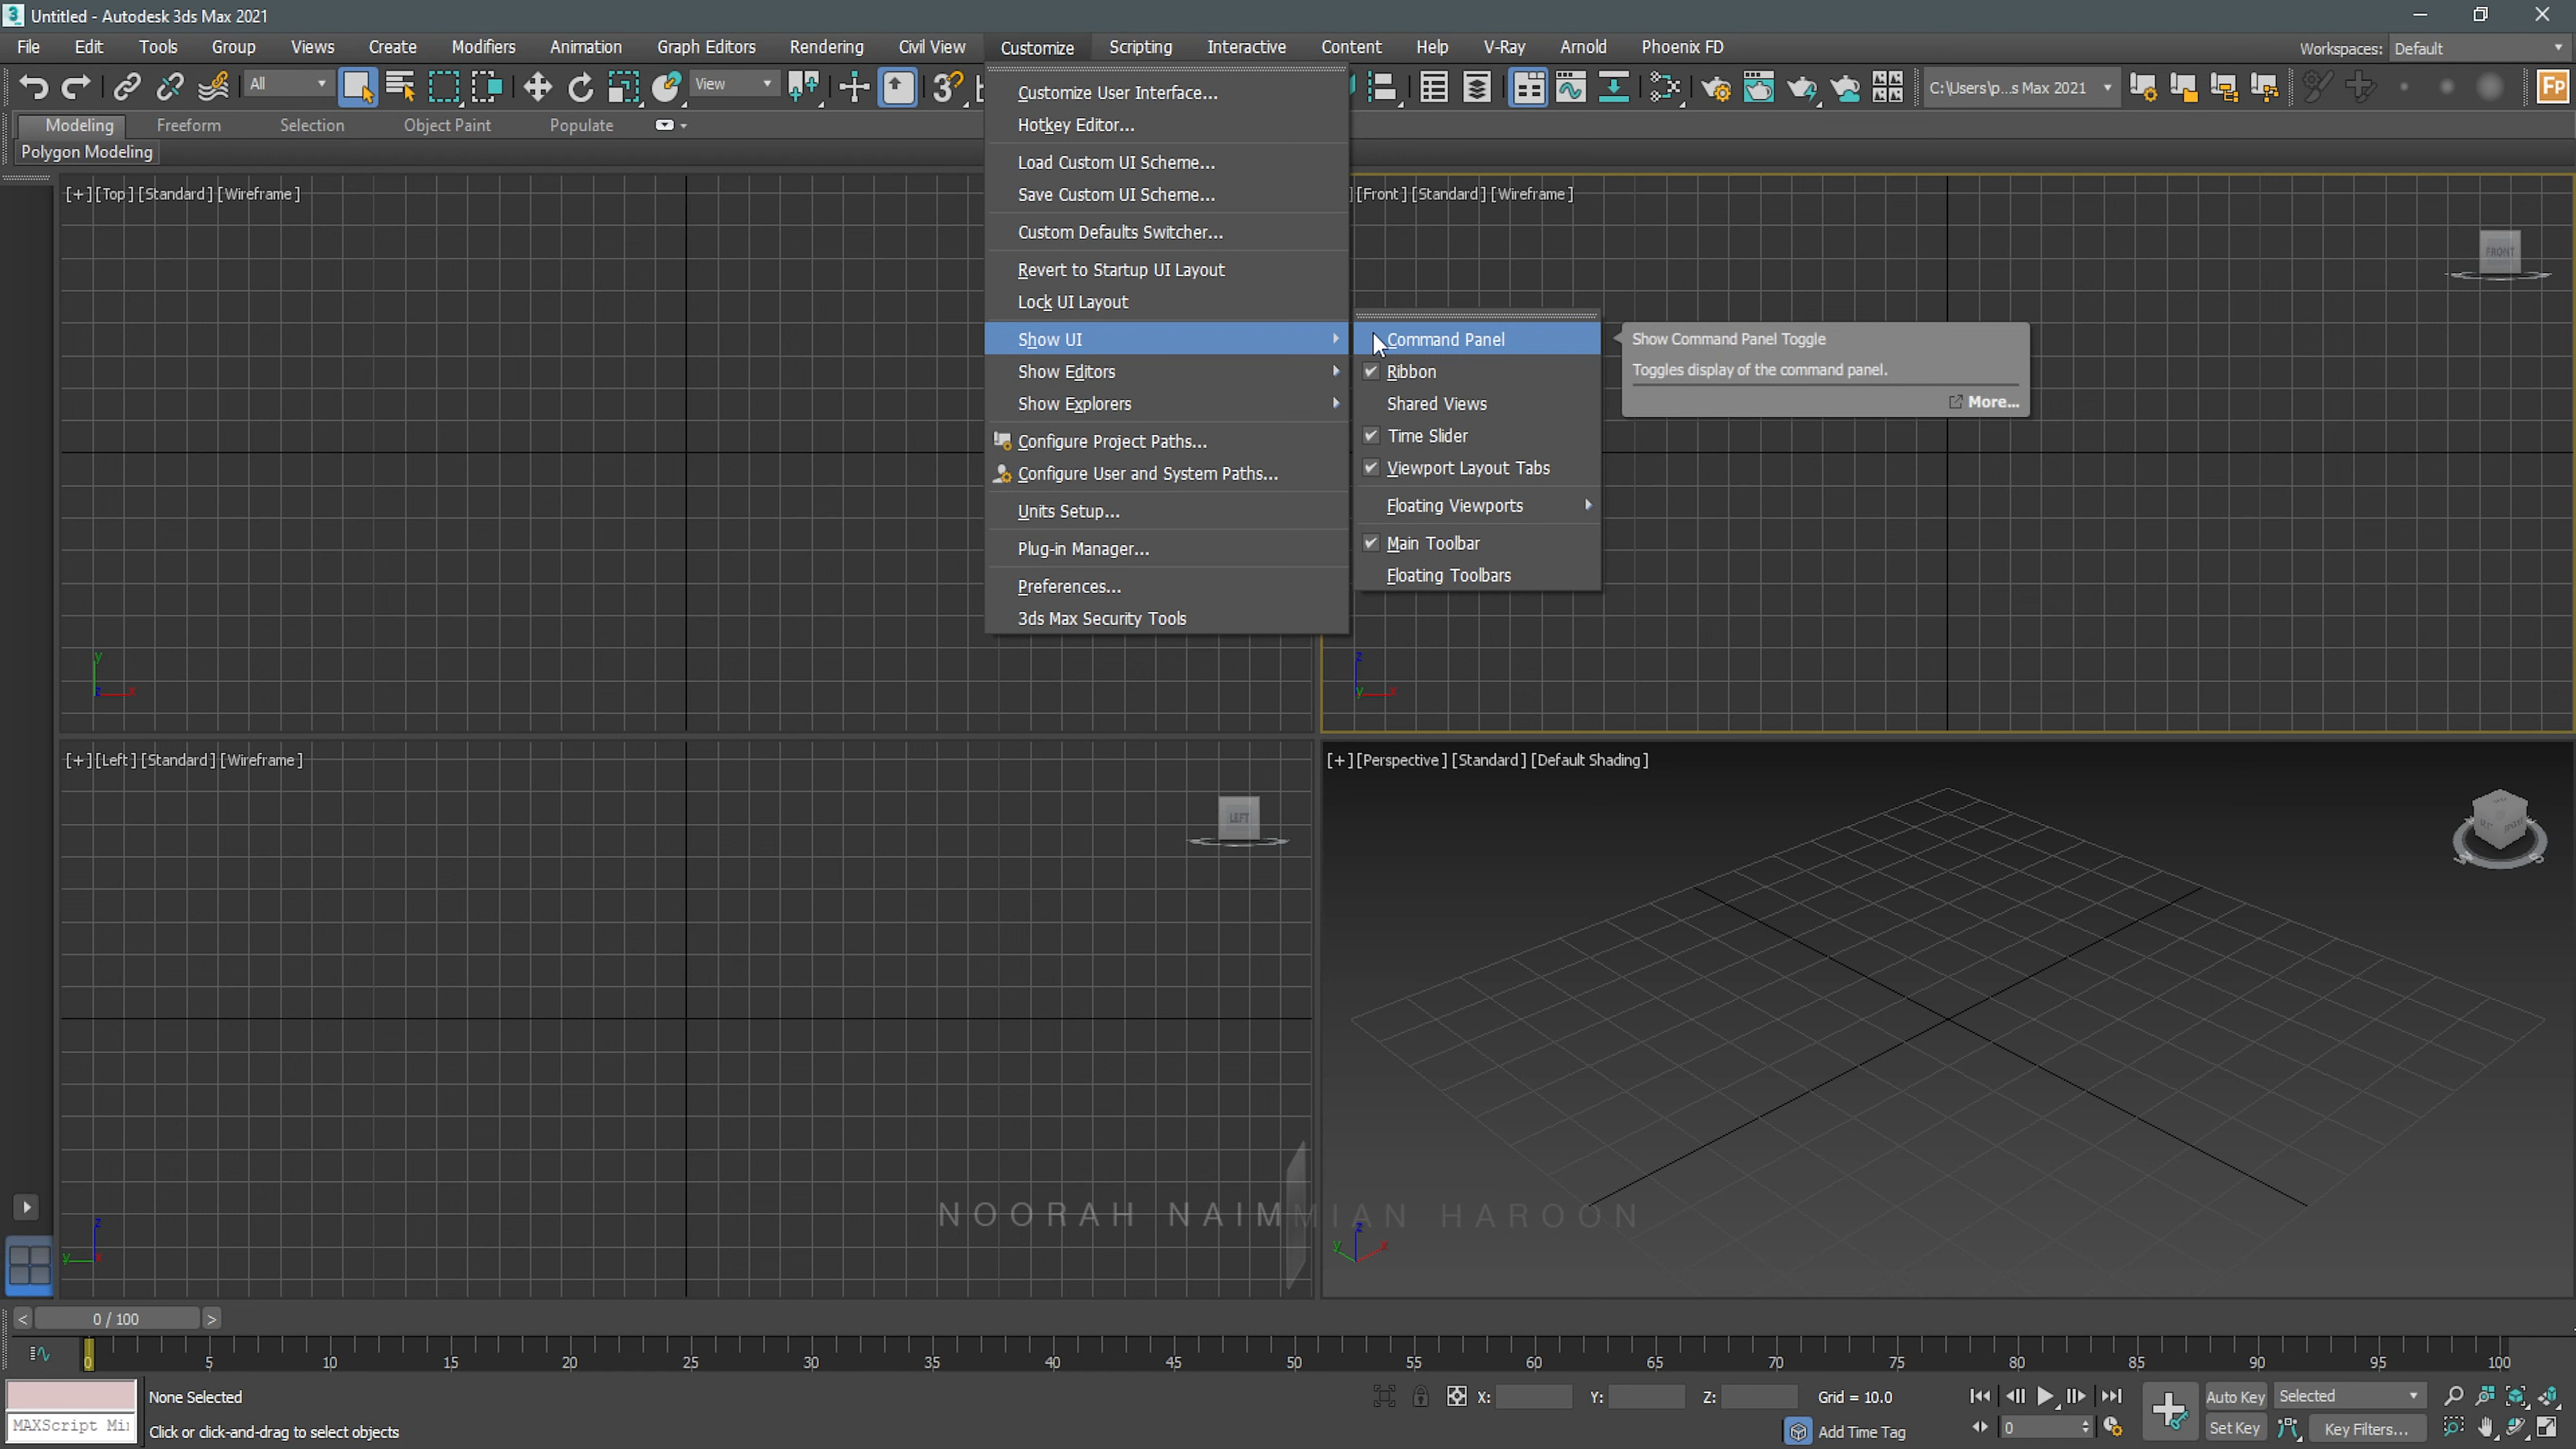 Untitled - Autodesk 3ds Max 2021
File Edit Tools Group Views Create Modifiers Animation Graph Editors Rendering Civil View Customize Scripting Interactive Content Help V-Ray Arnold Phoenix FD Workspaces: Default
All View C:\Users\p...s Max 2021 Fp
Modeling Freeform Selection Object Paint Populate
Polygon Modeling
Customize User Interface...
Hotkey Editor...
Load Custom UI Scheme...
Save Custom UI Scheme...
Custom Defaults Switcher...
Revert to Startup UI Layout
Lock UI Layout
Show UI
Show Editors
Show Explorers
Configure Project Paths...
Configure User and System Paths...
Units Setup...
Plug-in Manager...
Preferences...
3ds Max Security Tools
Command Panel
Ribbon
Shared Views
Time Slider
Viewport Layout Tabs
Floating Viewports
Main Toolbar
Floating Toolbars
Show Command Panel Toggle
Toggles display of the command panel.
More...
[+] [Top] [Standard] [Wireframe]
] [Front] [Standard] [Wireframe]
FRONT
y
z x
z
y x
[+] [Left] [Standard] [Wireframe]
[+] [Perspective] [Standard] [Default Shading]
LEFT
NOORAH NAIMMIAN HAROON
z
y x
z
y x
< 0 / 100 >
0 5 10 15 20 25 30 35 40 45 50 55 60 65 70 75 80 85 90 95 100
None Selected X: Y: Z: Grid = 10.0 Auto Key Selected
MAXScript Mi
Click or click-and-drag to select objects Add Time Tag 0 Set Key Key Filters...